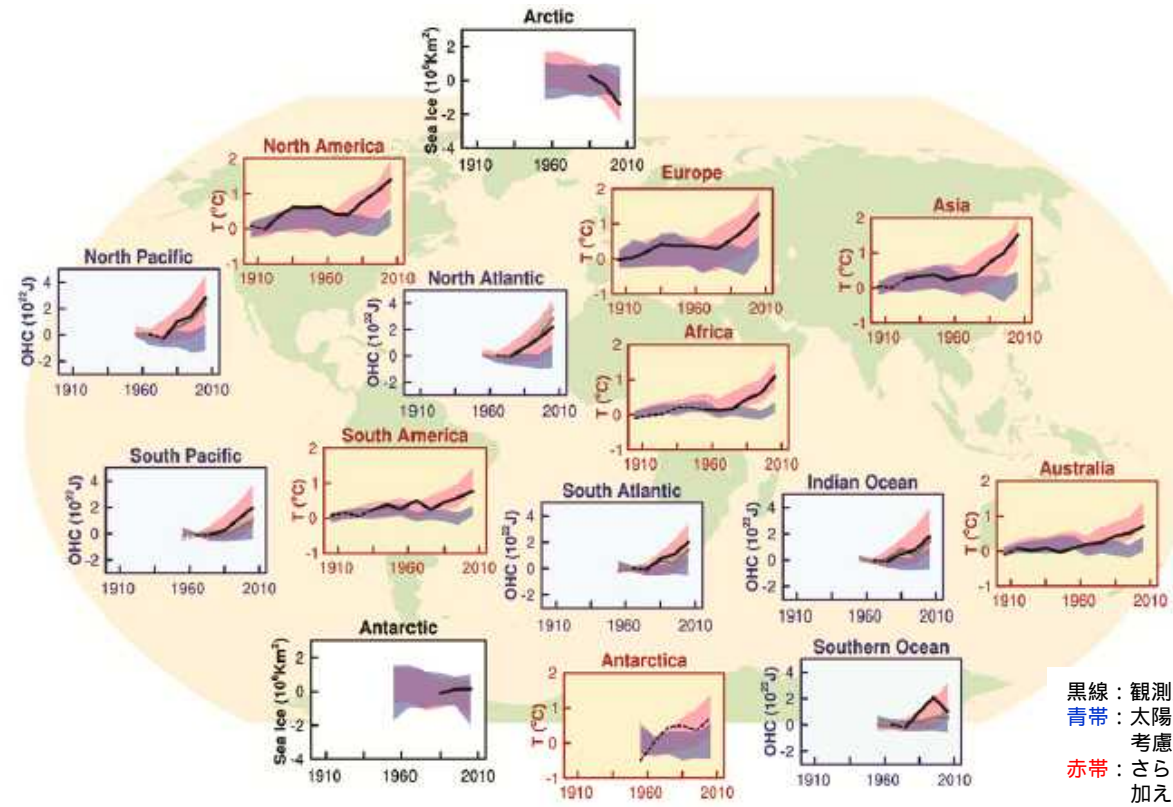 Arctic
Sea Ice (10⁶Km²)
2
0
-2
-4
1910 1960 2010
North America
T (°C)
2
1
0
-1
1910 1960 2010
Europe
T (°C)
2
1
0
-1
1910 1960 2010
Asia
T (°C)
2
1
0
-1
1910 1960 2010
North Pacific
OHC (10²²J)
4
2
0
-2
1910 1960 2010
North Atlantic
OHC (10²²J)
4
2
0
-2
1910 1960 2010
Africa
T (°C)
2
1
0
-1
1910 1960 2010
South Pacific
OHC (10²²J)
4
2
0
-2
1910 1960 2010
South America
T (°C)
2
1
0
-1
1910 1960 2010
South Atlantic
OHC (10²²J)
4
2
0
-2
1910 1960 2010
Indian Ocean
OHC (10²²J)
4
2
0
-2
1910 1960 2010
Australia
T (°C)
2
1
0
-1
1910 1960 2010
Antarctic
Sea Ice (10⁶Km²)
2
0
-2
-4
1910 1960 2010
Antarctica
T (°C)
2
1
0
-1
1910 1960 2010
Southern Ocean
OHC (10²²J)
4
2
0
-2
1910 1960 2010
黒線：観測
青帯：太陽
考慮
赤帯：さら
加え